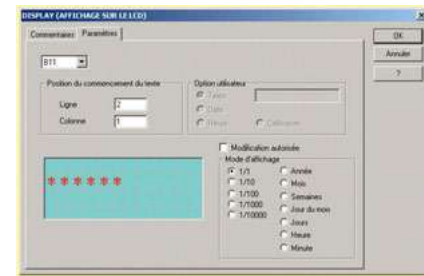 DISPLAY (AFFICHAGE SUR LE LCD)
Commentaires Paramètres
OK
Annuler
?
B11
Position du commencement du texte
Ligne 2
Colonne 1
Option utilisateur
Texte
Date
Heure Calibration
Modification autorisée
Mode d'affichage
1/1 Année
1/10 Mois
1/100 Semaines
1/1000 Jour du mois
1/10000 Jours
Heure
Minute
******